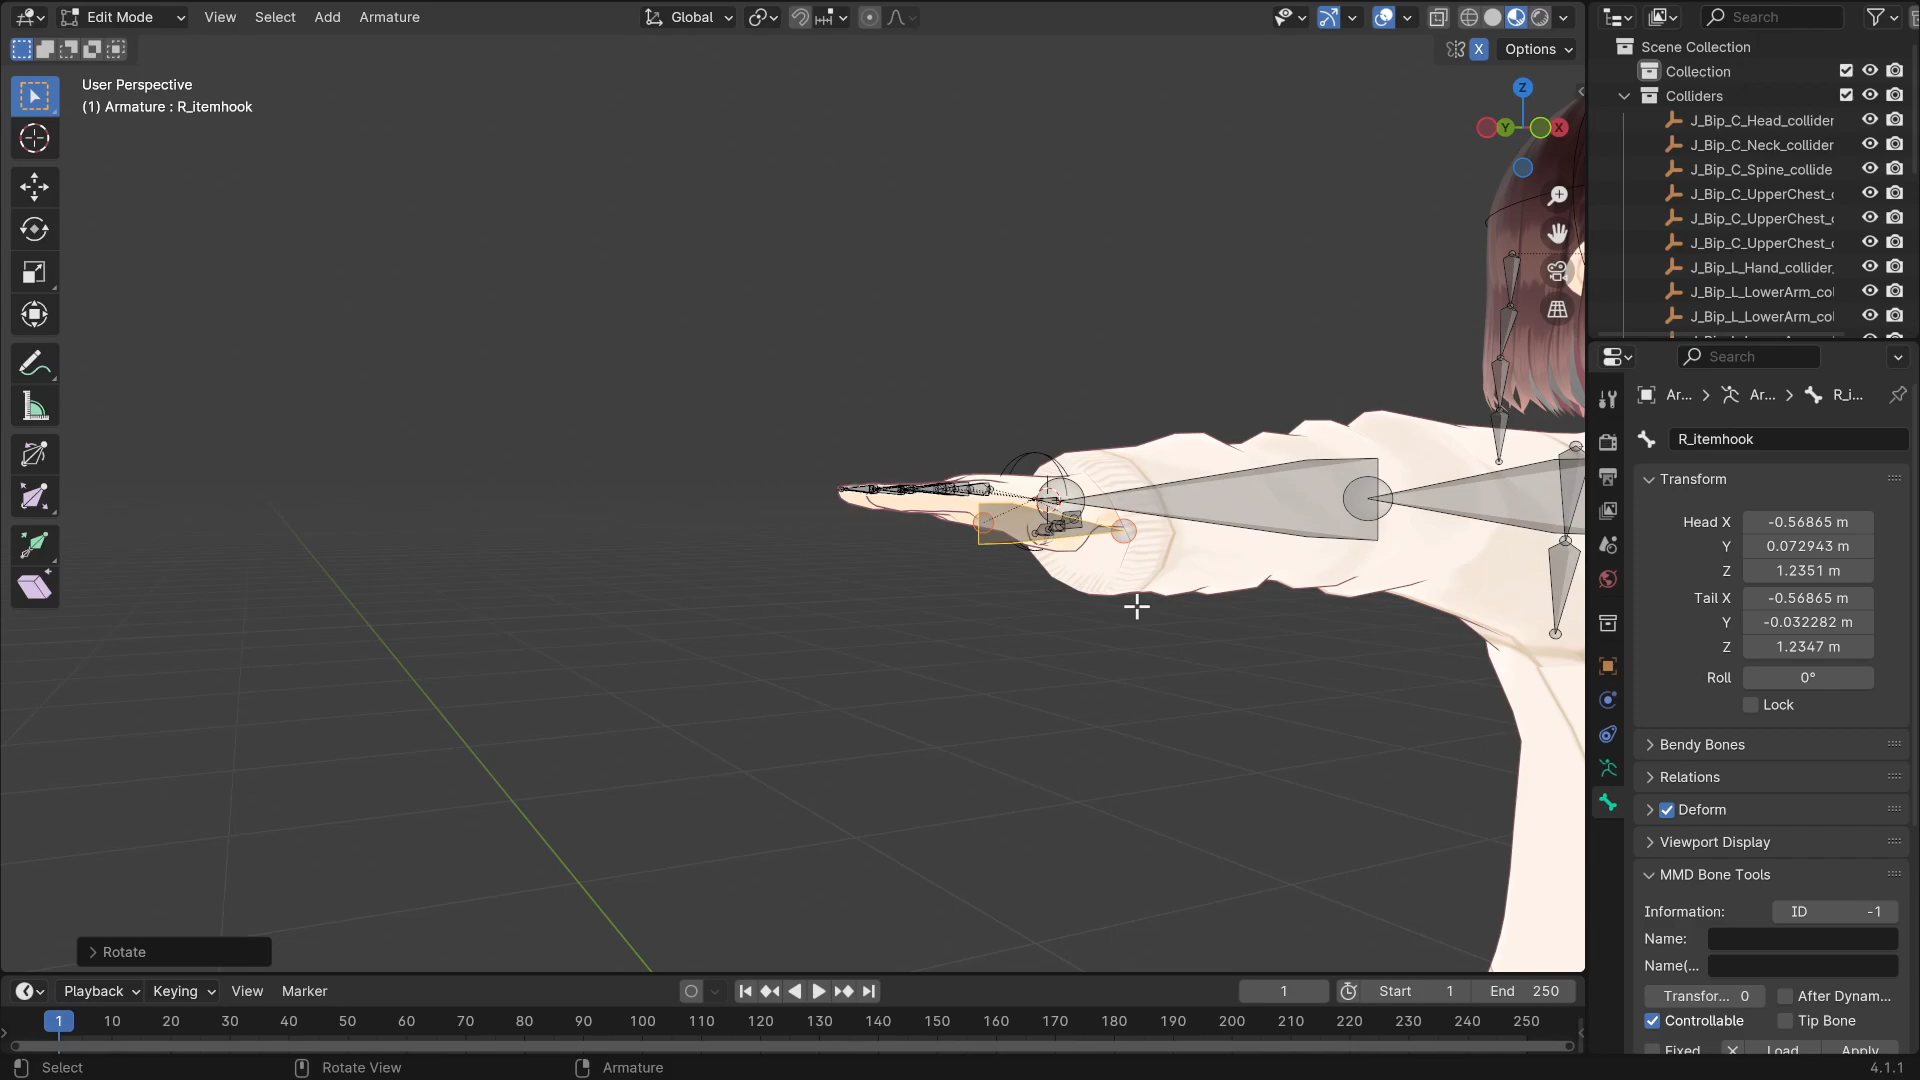 Edit Mode
View
Select
Add
Armature
Global
X
Options
User Perspective
(1) Armature : R_itemhook
Z
Y
X
Rotate
Search
Scene Collection
Collection
Colliders
J_Bip_C_Head_collider
J_Bip_C_Neck_collider
J_Bip_C_Spine_collide
J_Bip_C_UpperChest_c
J_Bip_C_UpperChest_c
J_Bip_C_UpperChest_c
J_Bip_L_Hand_collider
J_Bip_L_LowerArm_col
J_Bip_L_LowerArm_col
Search
Ar...
Ar...
R_i...
R_itemhook
Transform
Head X -0.56865 m
Y 0.072943 m
Z 1.2351 m
Tail X -0.56865 m
Y -0.032282 m
Z 1.2347 m
Roll 0°
Lock
Bendy Bones
Relations
Deform
Viewport Display
MMD Bone Tools
Information: ID -1
Name:
Name(...
Transfor... 0 After Dynam...
Controllable Tip Bone
Fixed Load Apply
Playback
Keying
View
Marker
1
Start 1
End 250
1 10 20 30 40 50 60 70 80 90 100 110 120 130 140 150 160 170 180 190 200 210 220 230 240 250
Select
Rotate View
Armature
4.1.1